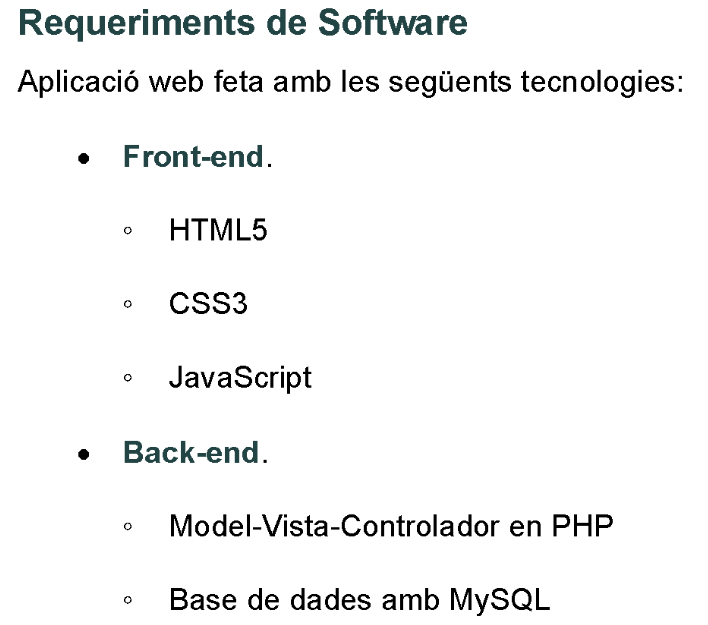 Requeriments de Software
Aplicació web feta amb les següents tecnologies:
• Front-end.
◦ HTML5
◦ CSS3
◦ JavaScript
• Back-end.
◦ Model-Vista-Controlador en PHP
◦ Base de dades amb MySQL